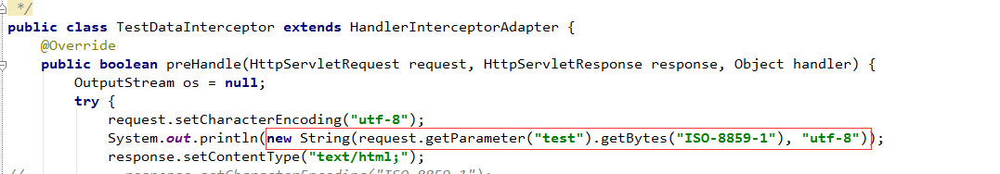 */
public class TestDataInterceptor extends HandlerInterceptorAdapter {
@Override
public boolean preHandle(HttpServletRequest request, HttpServletResponse response, Object handler) {
OutputStream os = null;
try {
request.setCharacterEncoding("utf-8");
System.out.println(new String(request.getParameter("test").getBytes("ISO-8859-1"), "utf-8"));
response.setContentType("text/html;");
// response.setCharacterEncoding("ISO-8859-1");